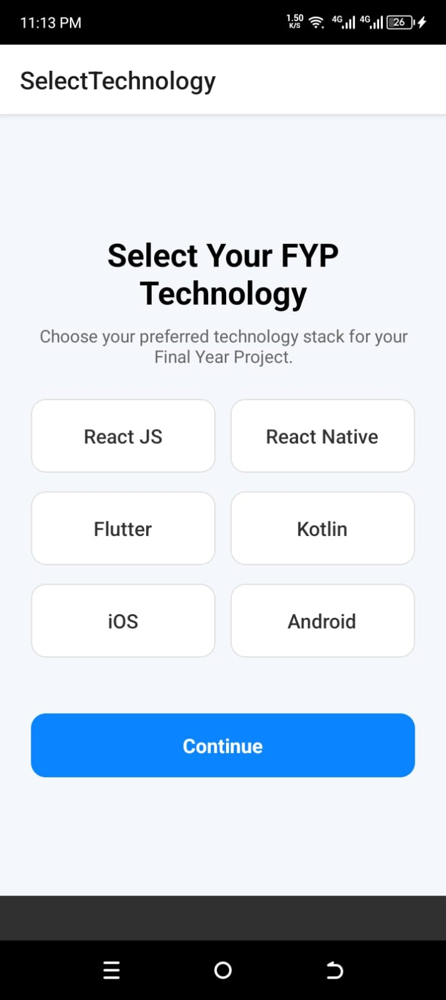 11:13 PM
1.50
K/S
4G
4G
26
SelectTechnology
Select Your FYP
Technology
Choose your preferred technology stack for your
Final Year Project.
React JS
React Native
Flutter
Kotlin
iOS
Android
Continue